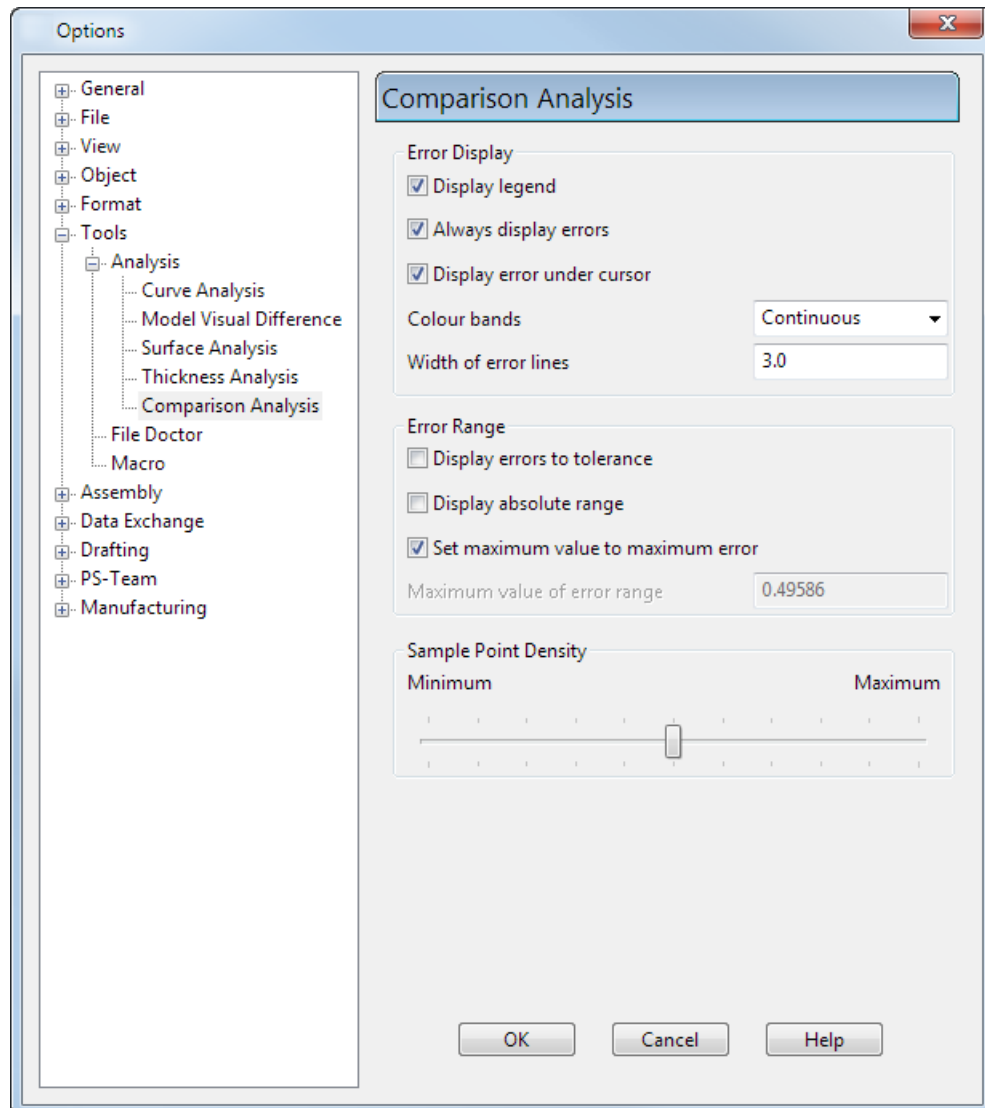 Options
General
File
View
Object
Format
Tools
Analysis
Curve Analysis
Model Visual Difference
Surface Analysis
Thickness Analysis
Comparison Analysis
File Doctor
Macro
Assembly
Data Exchange
Drafting
PS-Team
Manufacturing
Comparison Analysis
Error Display
Display legend
Always display errors
Display error under cursor
Colour bands Continuous
Width of error lines 3.0
Error Range
Display errors to tolerance
Display absolute range
Set maximum value to maximum error
Maximum value of error range 0.49586
Sample Point Density
Minimum Maximum
OK Cancel Help